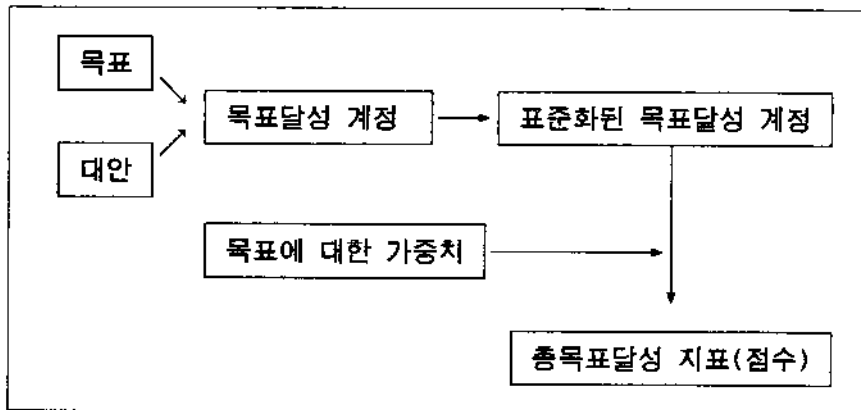 목표
목표달성 계정
표준화된 목표달성 계정
대안
목표에 대한 가중치
총목표달성 지표(점수)